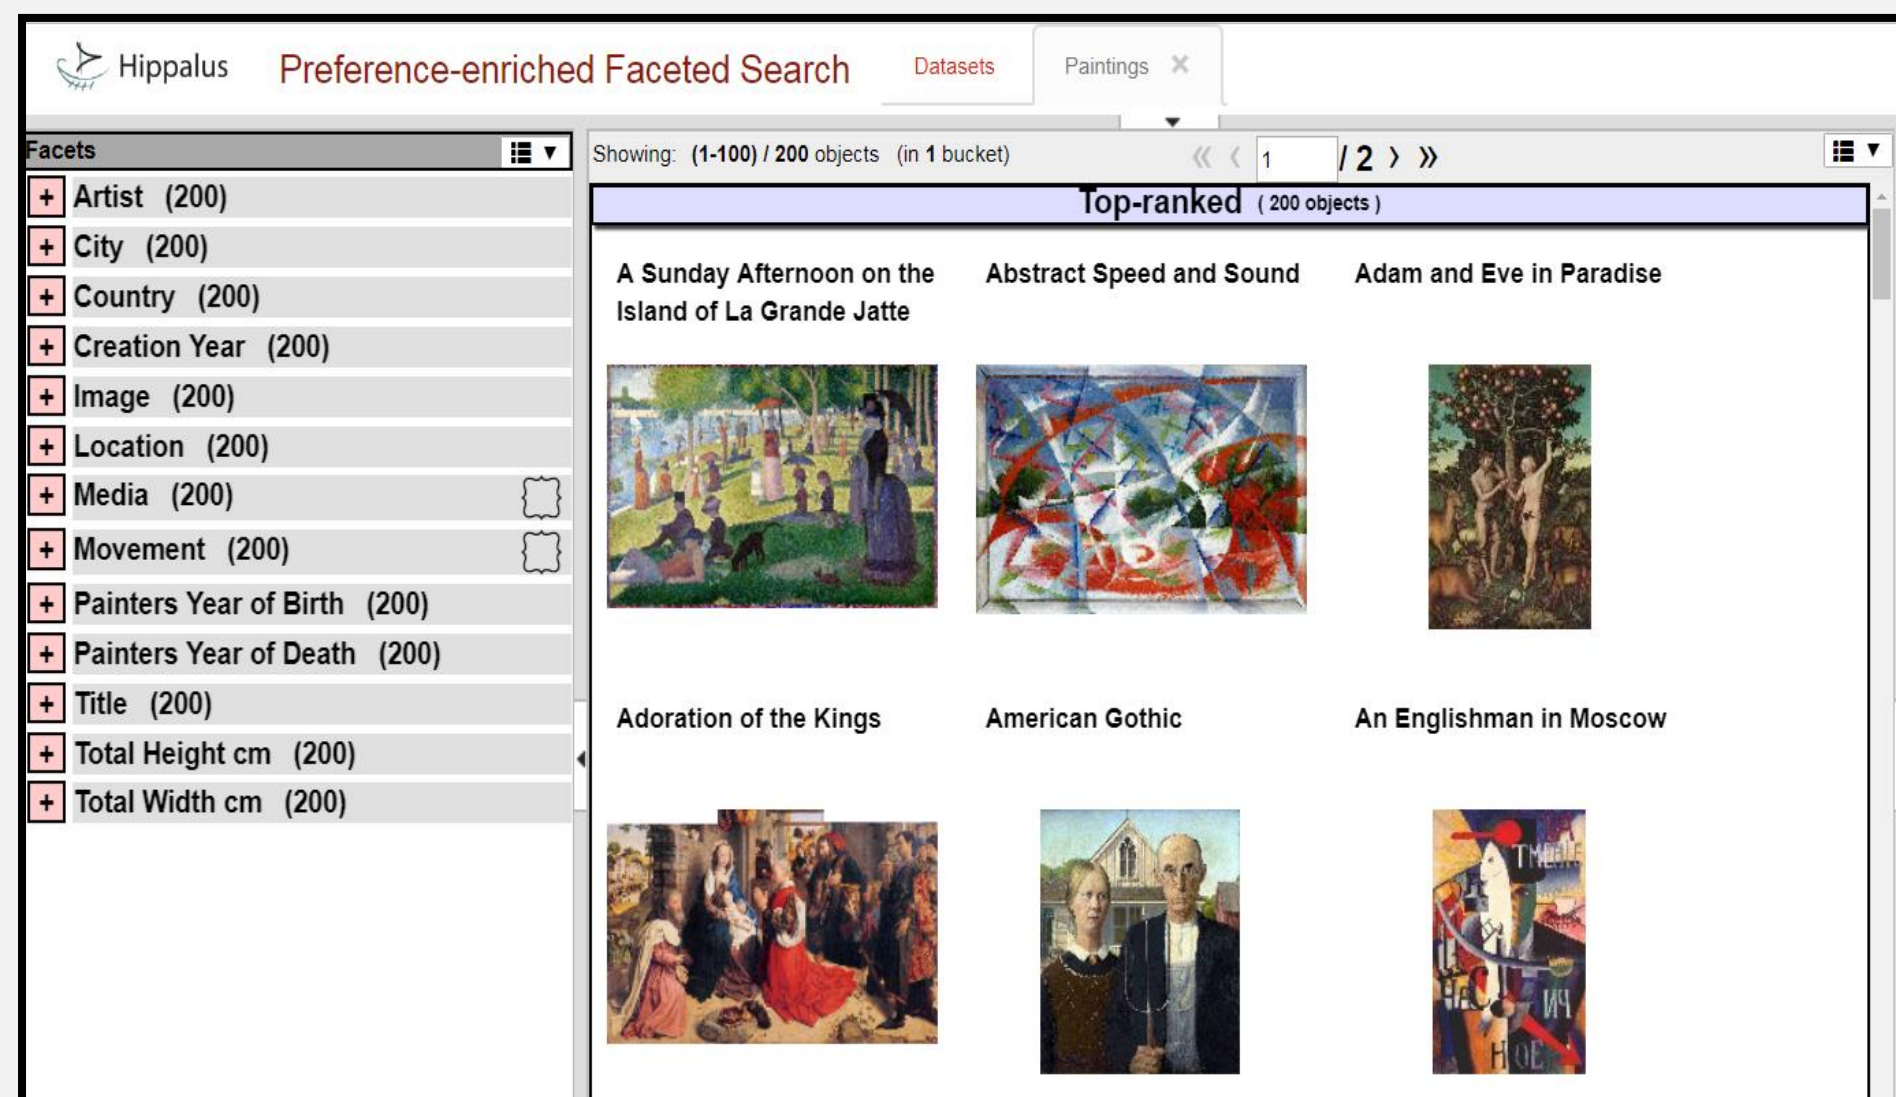 Hippalus Preference-enriched Faceted Search Datasets Paintings
Facets
Artist (200)
City (200)
Country (200)
Creation Year (200)
Image (200)
Location (200)
Media (200)
Movement (200)
Painters Year of Birth (200)
Painters Year of Death (200)
Title (200)
Total Height cm (200)
Total Width cm (200)
Showing: (1-100) / 200 objects (in 1 bucket) 1 / 2
Top-ranked ( 200 objects )
A Sunday Afternoon on the
Island of La Grande Jatte
Abstract Speed and Sound
Adam and Eve in Paradise
Adoration of the Kings
American Gothic
An Englishman in Moscow